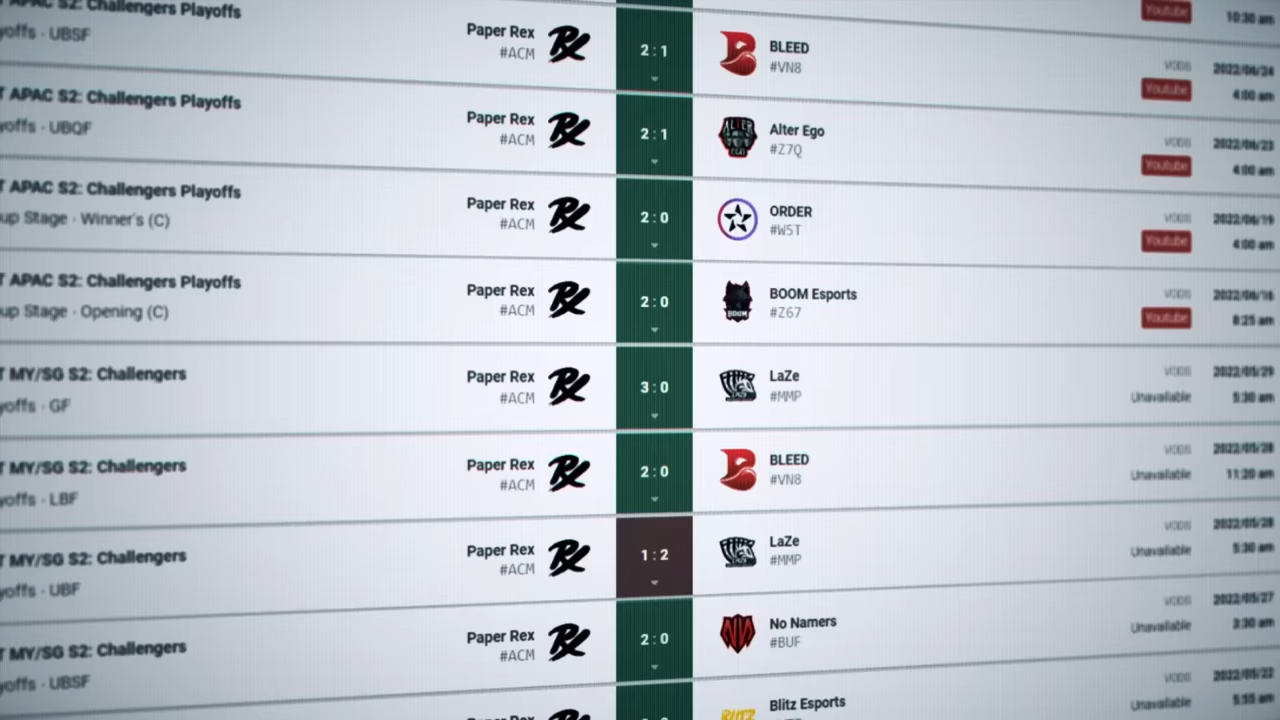 T APAC S2: Challengers Playoffs
yoffs · UBSF
Paper Rex
#ACM
2 : 1
BLEED
#VN8
Youtube
10:30 am
VODS
Youtube
2022/06/24
4:00 am
T APAC S2: Challengers Playoffs
yoffs · UBQF
Paper Rex
#ACM
2 : 1
ALTER
EGO
Alter Ego
#Z7Q
VODS
Youtube
2022/06/23
4:00 am
T APAC S2: Challengers Playoffs
up Stage · Winner's (C)
Paper Rex
#ACM
2 : 0
ORDER
#W5T
VODS
Youtube
2022/06/19
4:00 am
T APAC S2: Challengers Playoffs
up Stage · Opening (C)
Paper Rex
#ACM
2 : 0
BOOM
BOOM Esports
#Z67
VODS
Youtube
2022/06/16
8:25 am
T MY/SG S2: Challengers
yoffs · GF
Paper Rex
#ACM
3 : 0
LaZe
#MMP
VODS
Unavailable
2022/05/29
5:30 am
T MY/SG S2: Challengers
yoffs · LBF
Paper Rex
#ACM
2 : 0
BLEED
#VN8
VODS
Unavailable
2022/05/28
11:20 am
T MY/SG S2: Challengers
yoffs · UBF
Paper Rex
#ACM
1 : 2
LaZe
#MMP
VODS
Unavailable
2022/05/28
5:30 am
T MY/SG S2: Challengers
yoffs · UBSF
Paper Rex
#ACM
2 : 0
No Namers
#BUF
VODS
Unavailable
2022/05/27
3:30 am
Paper Rex
BLITZ
Blitz Esports
VODS
Unavailable
2022/05/22
5:55 am